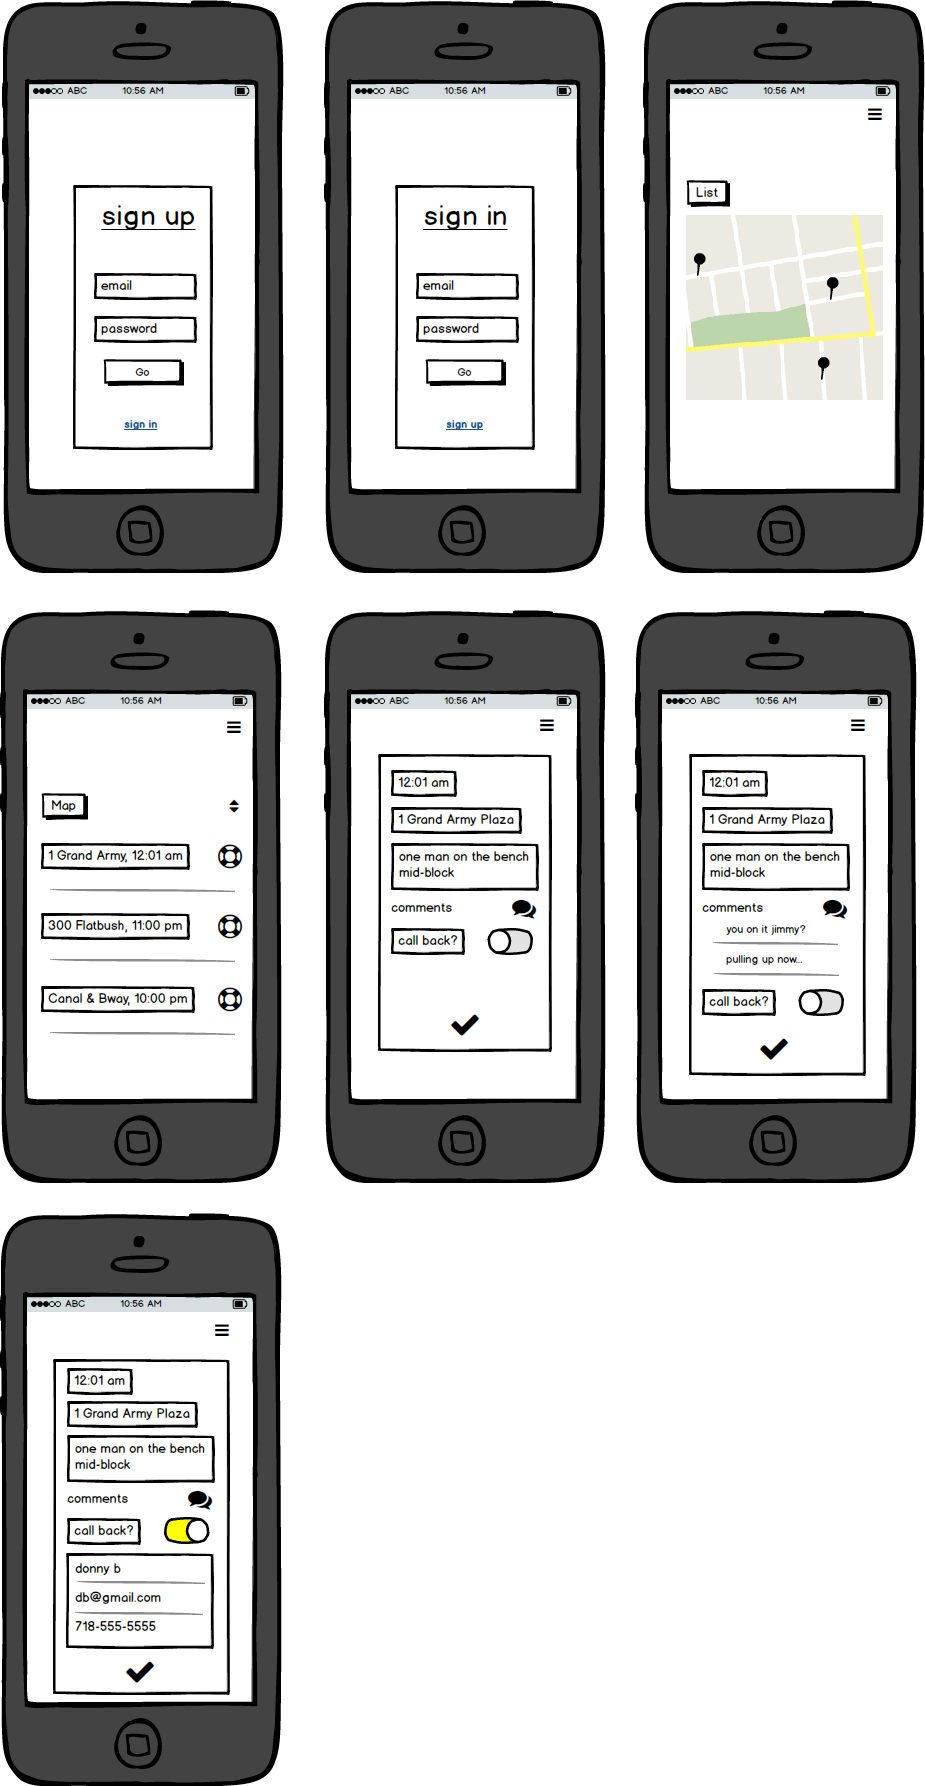 ABC 10:56 AM
sign up
email
password
Go
sign in
ABC 10:56 AM
sign in
email
password
Go
sign up
ABC 10:56 AM
List
ABC 10:56 AM
Map
1 Grand Army, 12:01 am
300 Flatbush, 11:00 pm
Canal & Bway, 10:00 pm
ABC 10:56 AM
12:01 am
1 Grand Army Plaza
one man on the bench
mid-block
comments
call back?
ABC 10:56 AM
12:01 am
1 Grand Army Plaza
one man on the bench
mid-block
comments
you on it jimmy?
pulling up now...
call back?
ABC 10:56 AM
12:01 am
1 Grand Army Plaza
one man on the bench
mid-block
comments
call back?
donny b
db@gmail.com
718-555-5555